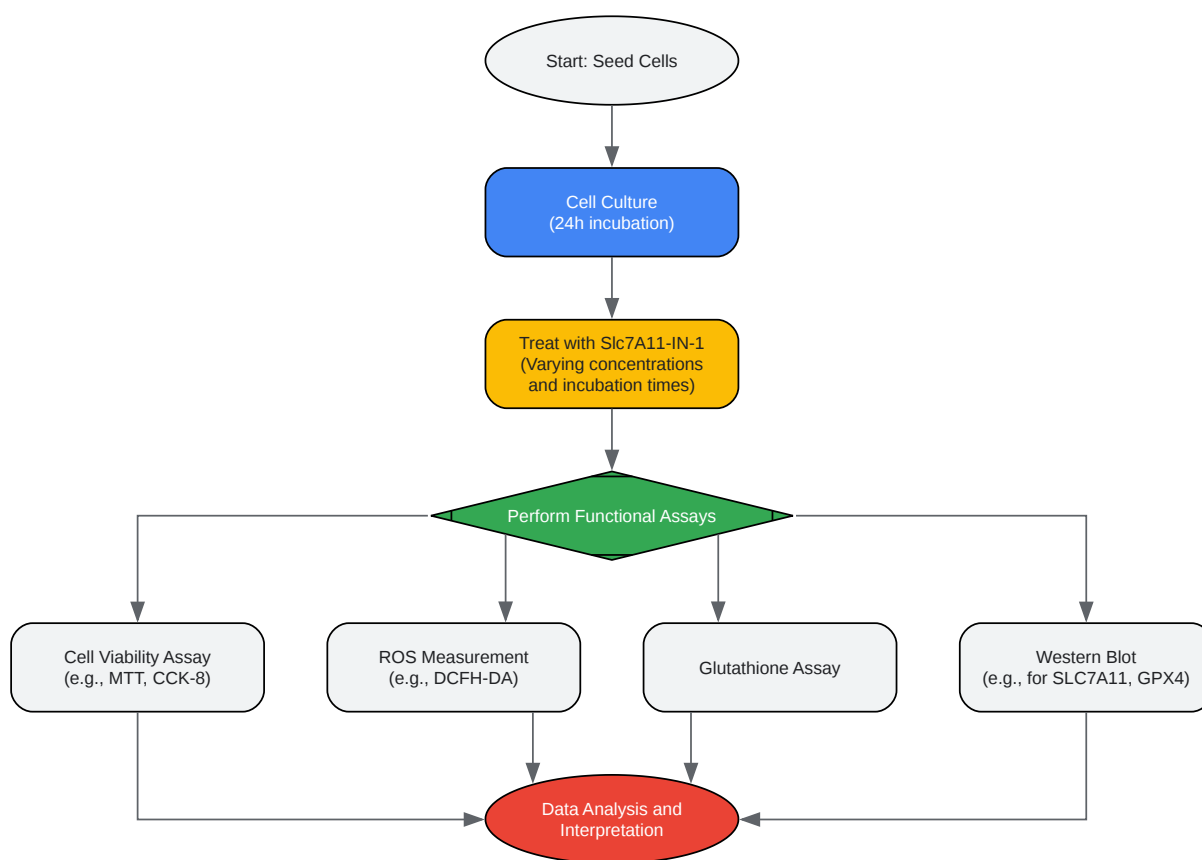 Start: Seed Cells
Cell Culture
(24h incubation)
Treat with Slc7A11-IN-1
(Varying concentrations
and incubation times)
Perform Functional Assays
Cell Viability Assay
(e.g., MTT, CCK-8)
ROS Measurement
(e.g., DCFH-DA)
Glutathione Assay
Western Blot
(e.g., for SLC7A11, GPX4)
Data Analysis and
Interpretation